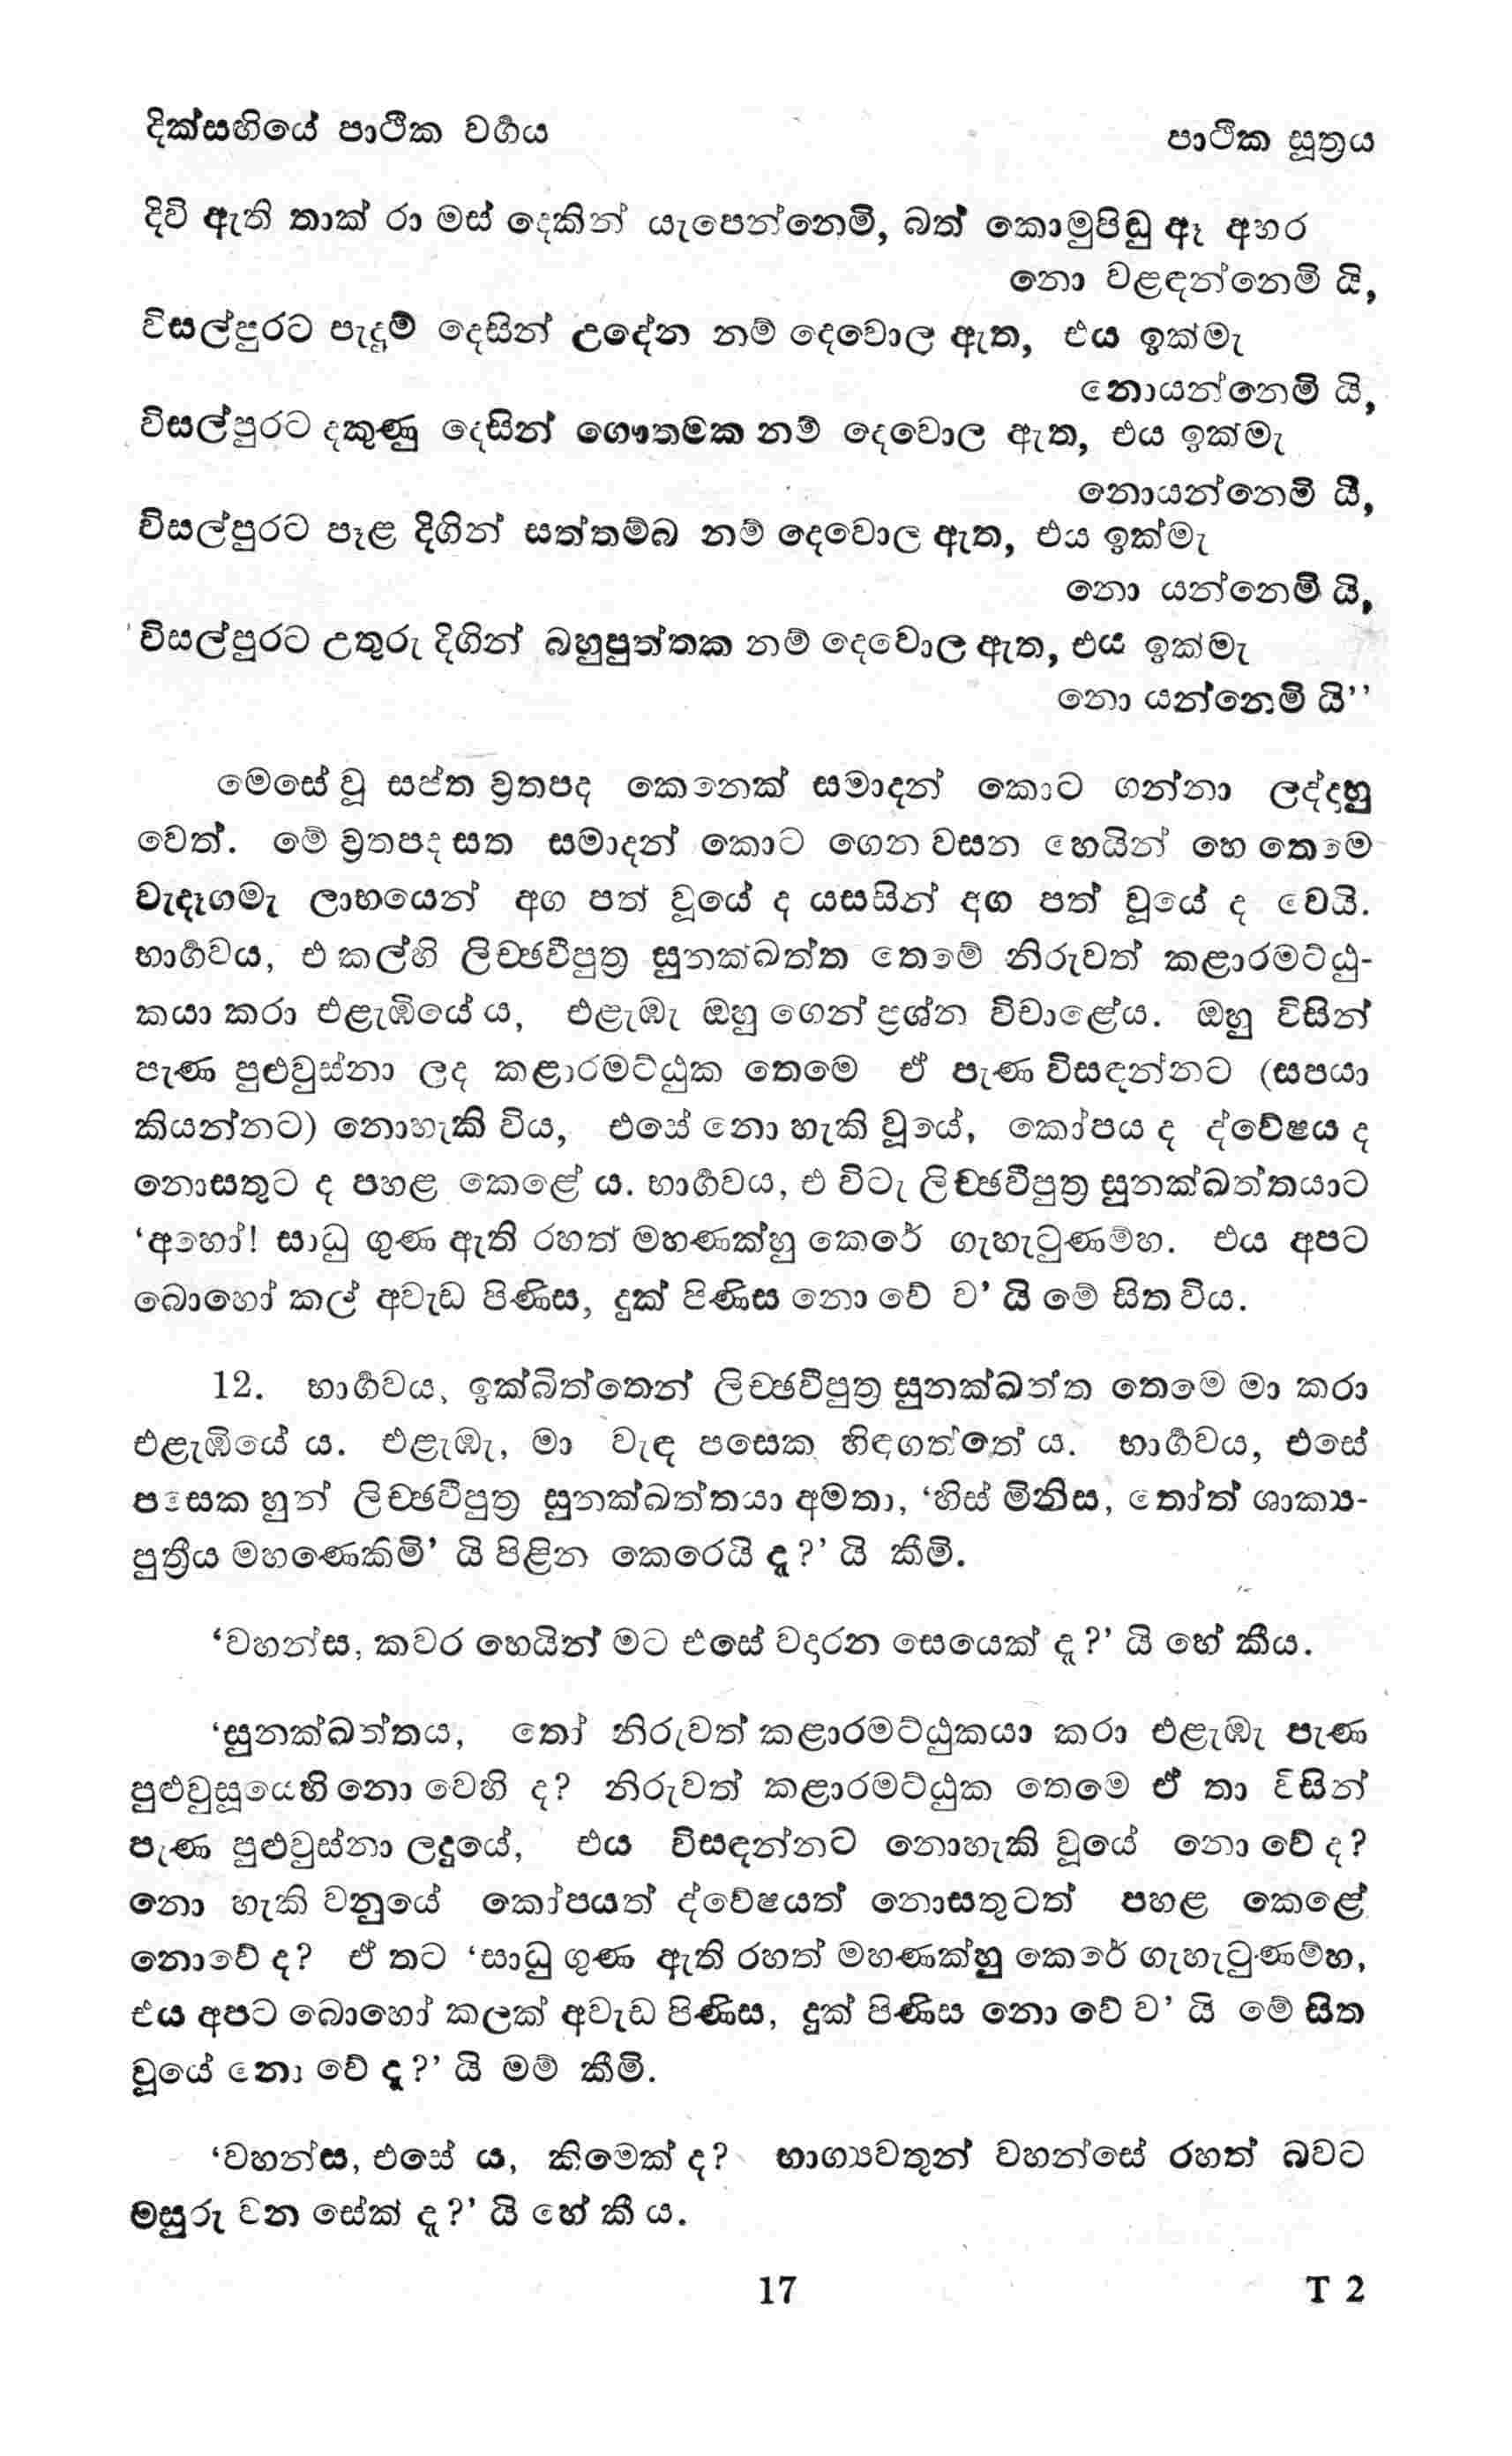 දික්සඟියේ පාථික වර්‍ගය
පාථික සූත්‍රය
දිවි ඇති තාක් රා මස් දෙකින් යැපෙන්නෙමි, බත් කොමුපිඬු ඈ අහර
නො වළඳන්නෙමි යි,
විසල්පුරට පැදුම් දෙසින් උදේන නම් දෙවොල ඇත, එය ඉක්මැ
නොයන්නෙමි යි,
විසල්පුරට දකුණු දෙසින් ගෞතමක නම් දෙවොල ඇත, එය ඉක්මැ
නොයන්නෙමි යි,
විසල්පුරට පෑළ දිගින් සත්තම්බ නම් දෙවොල ඇත, එය ඉක්මැ
නො යන්නෙමි යි,
විසල්පුරට උතුරු දිගින් බහුපුත්තක නම් දෙවොල ඇත, එය ඉක්මැ
නො යන්නෙමි යි’’
මෙසේ වූ සප්ත ව්‍රතපද කෙනෙක් සමාදන් කොට ගන්නා ලද්දාහු
වෙත්. මේ ව්‍රතපද සත සමාදන් කොට ගෙන වසන හෙයින් හෙ තෙමෙ
වැදෑගමැ ලාභයෙන් අග පත් වූයේ ද යසසින් අග පත් වූයේ ද වෙයි.
භාර්‍ගවය, එ කල්හි ලිච්ඡවිපුත්‍ර සුනක්ඛත්ත තෙමේ නිරුවත් කළාරමට්ඨු-
කයා කරා එළැඹියේ ය, එළැඹැ ඔහු ගෙන් ප්‍රශ්න විචාළේය. ඔහු විසින්
පැණ පුළුවුස්නා ලද කළාරමට්ඨුක තෙමෙ ඒ පැණ විසඳන්නට (සපයා
කියන්නට) නොහැකි විය, එසේ නො හැකි වූයේ, කෝපය ද ද්වේෂය ද
නොසතුට ද පහළ කෙළේ ය. භාර්‍ගවය, එ විටැ ලිච්ඡවිපුත්‍ර සුනක්ඛත්තයාට
‘අහෝ! සාධු ගුණ ඇති රහත් මහණක්හු කෙරේ ගැහැටුණම්හ. එය අපට
බොහෝ කල් අවැඩ පිණිස, දුක් පිණිස නො වේ ව’ යි මේ සිත විය.
12. භාර්‍ගවය, ඉක්බිත්තෙන් ලිච්ඡවිපුත්‍ර සුනක්ඛත්ත තෙමෙ මා කරා
එළැඹියේ ය. එළැඹැ, මා වැඳ පසෙක හිඳගත්තේ ය. භාර්‍ගවය, එසේ
පසෙක හුන් ලිච්ඡවිපුත්‍ර සුනක්ඛත්තයා අමතා, ‘හිස් මිනිස, තෝත් ශාක්‍ය-
පුත්‍රීය මහණෙකිමි’ යි පිළින කෙරෙයි දැ?’ යි කීමි.
‘වහන්ස, කවර හෙයින් මට එසේ වදාරන සෙයෙක් දැ?’ යි හේ කීය.
‘සුනක්ඛත්තය, තෝ නිරුවත් කළාරමට්ඨුකයා කරා එළැඹැ පැණ
පුළුවුසූයෙහි නො වෙහි ද? නිරුවත් කළාරමට්ඨුක තෙමෙ ඒ තා විසින්
පැණ පුළුවුස්නා ලදුයේ, එය විසඳන්නට නොහැකි වූයේ නො වේ ද?
නො හැකි වනුයේ කෝපයත් ද්වේෂයත් නොසතුටත් පහළ කෙළේ
නොවේ ද? ඒ තට ‘සාධු ගුණ ඇති රහත් මහණක්හු කෙරේ ගැහැටුණම්හ,
එය අපට බොහෝ කලක් අවැඩ පිණිස, දුක් පිණිස නො වේ ව’ යි මේ සිත
වූයේ නො වේ දැ?’ යි මම් කීමි.
‘වහන්ස, එසේ ය, කිමෙක් ද? භාග්‍යවතුන් වහන්සේ රහත් බවට
මසුරු වන සේක් දැ?’ යි හේ කී ය.
17
T 2